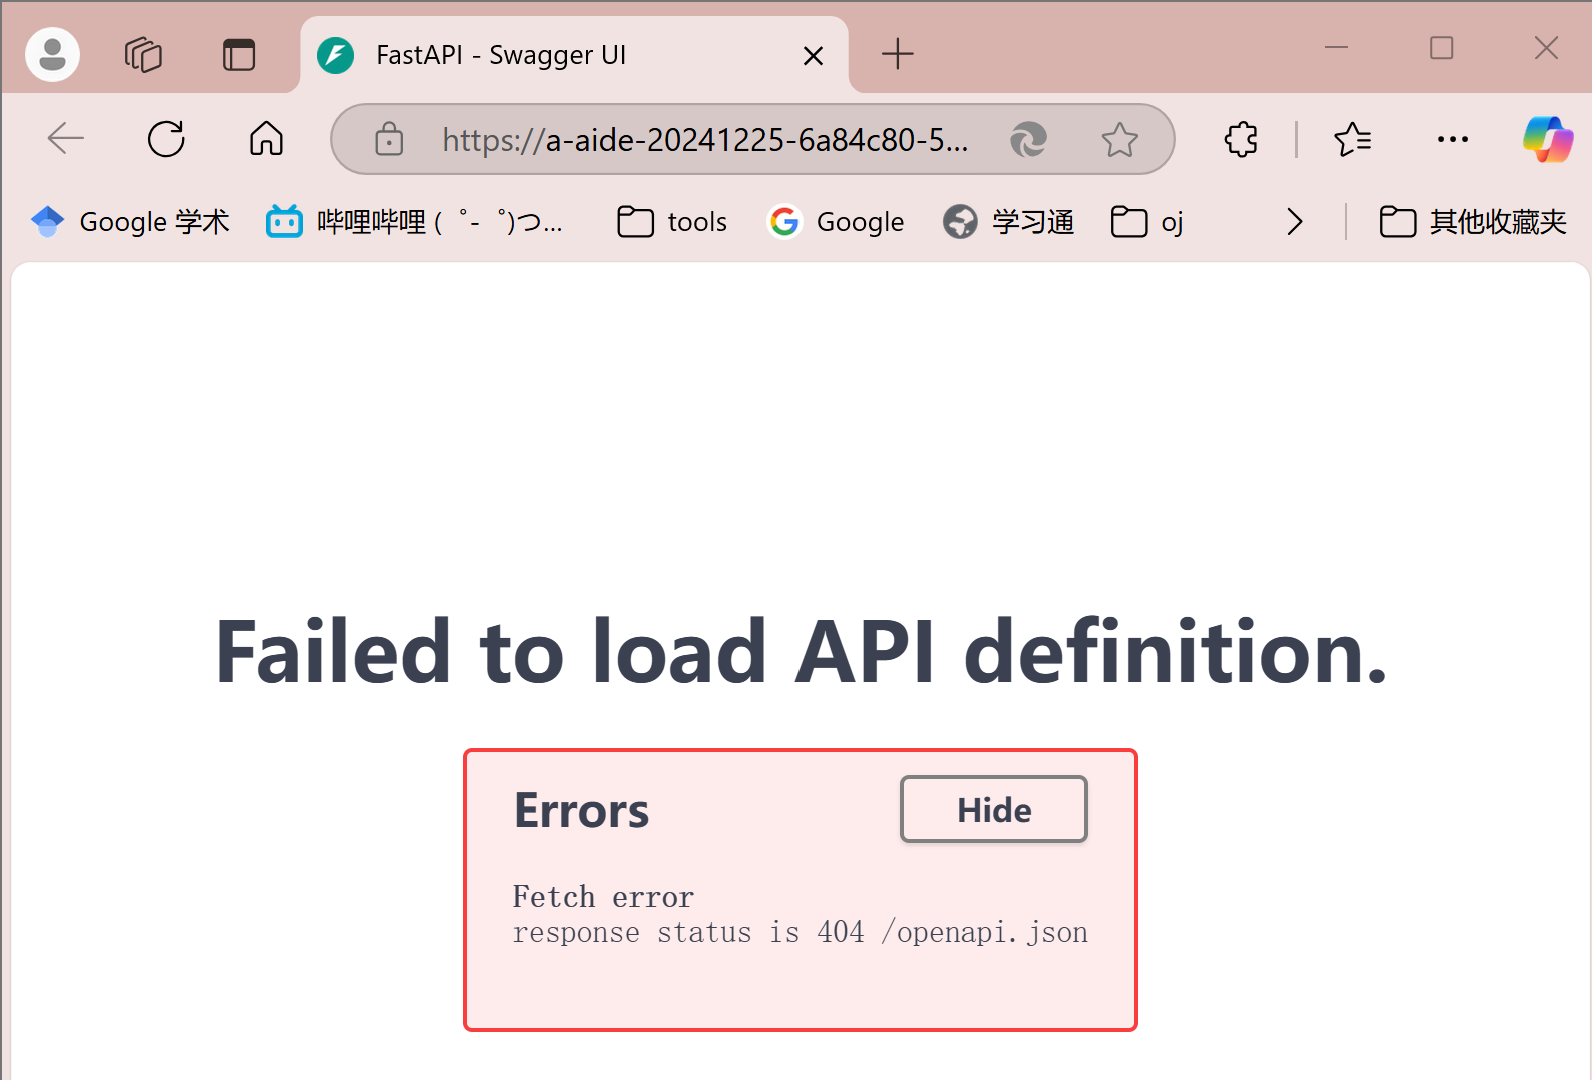 FastAPI - Swagger UI
https://a-aide-20241225-6a84c80-5...
Google 学术 哔哩哔哩 (゜-゜)つ... tools Google 学习通 oj 其他收藏夹
Failed to load API definition.
Errors Hide
Fetch error
response status is 404 /openapi.json